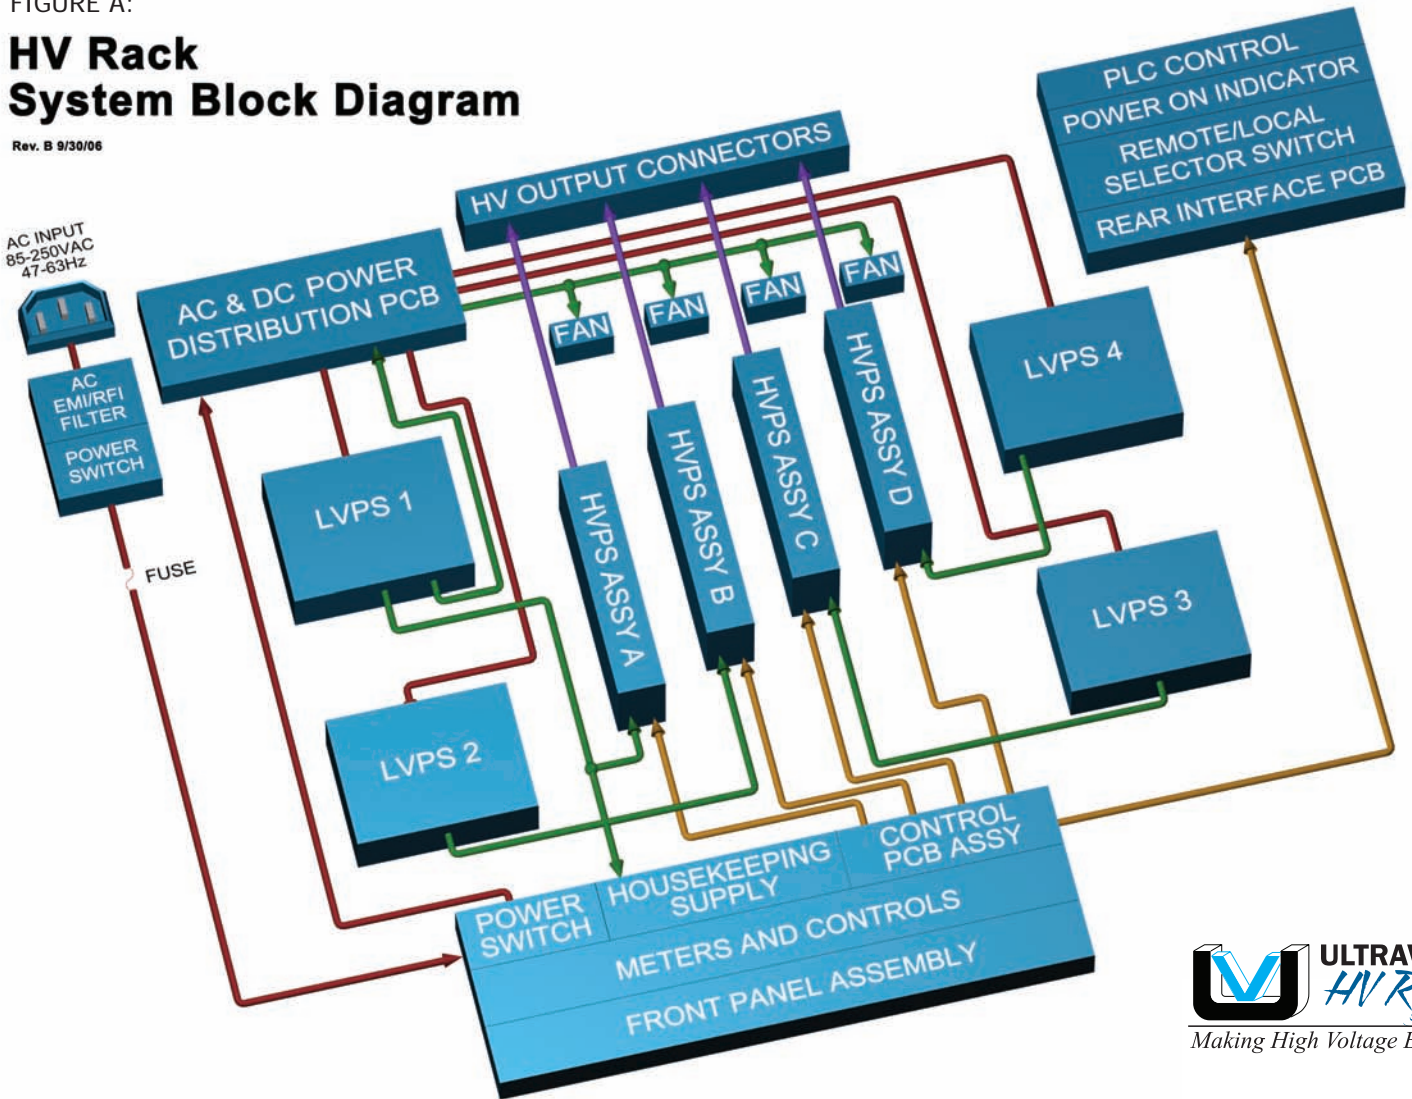 FIGURE A:
HV Rack
System Block Diagram
Rev. B 9/30/06
AC INPUT
85-250VAC
47-63Hz
AC
EMI/RFI
FILTER
POWER
SWITCH
FUSE
AC & DC POWER
DISTRIBUTION PCB
HV OUTPUT CONNECTORS
FAN
FAN
FAN
FAN
PLC CONTROL
POWER ON INDICATOR
REMOTE/LOCAL
SELECTOR SWITCH
REAR INTERFACE PCB
LVPS 1
LVPS 2
HVPS ASSY A
HVPS ASSY B
HVPS ASSY C
HVPS ASSY D
LVPS 4
LVPS 3
POWER
SWITCH
HOUSEKEEPING
SUPPLY
CONTROL
PCB ASSY
METERS AND CONTROLS
FRONT PANEL ASSEMBLY
UV
ULTRAV
HV R
Making High Voltage E